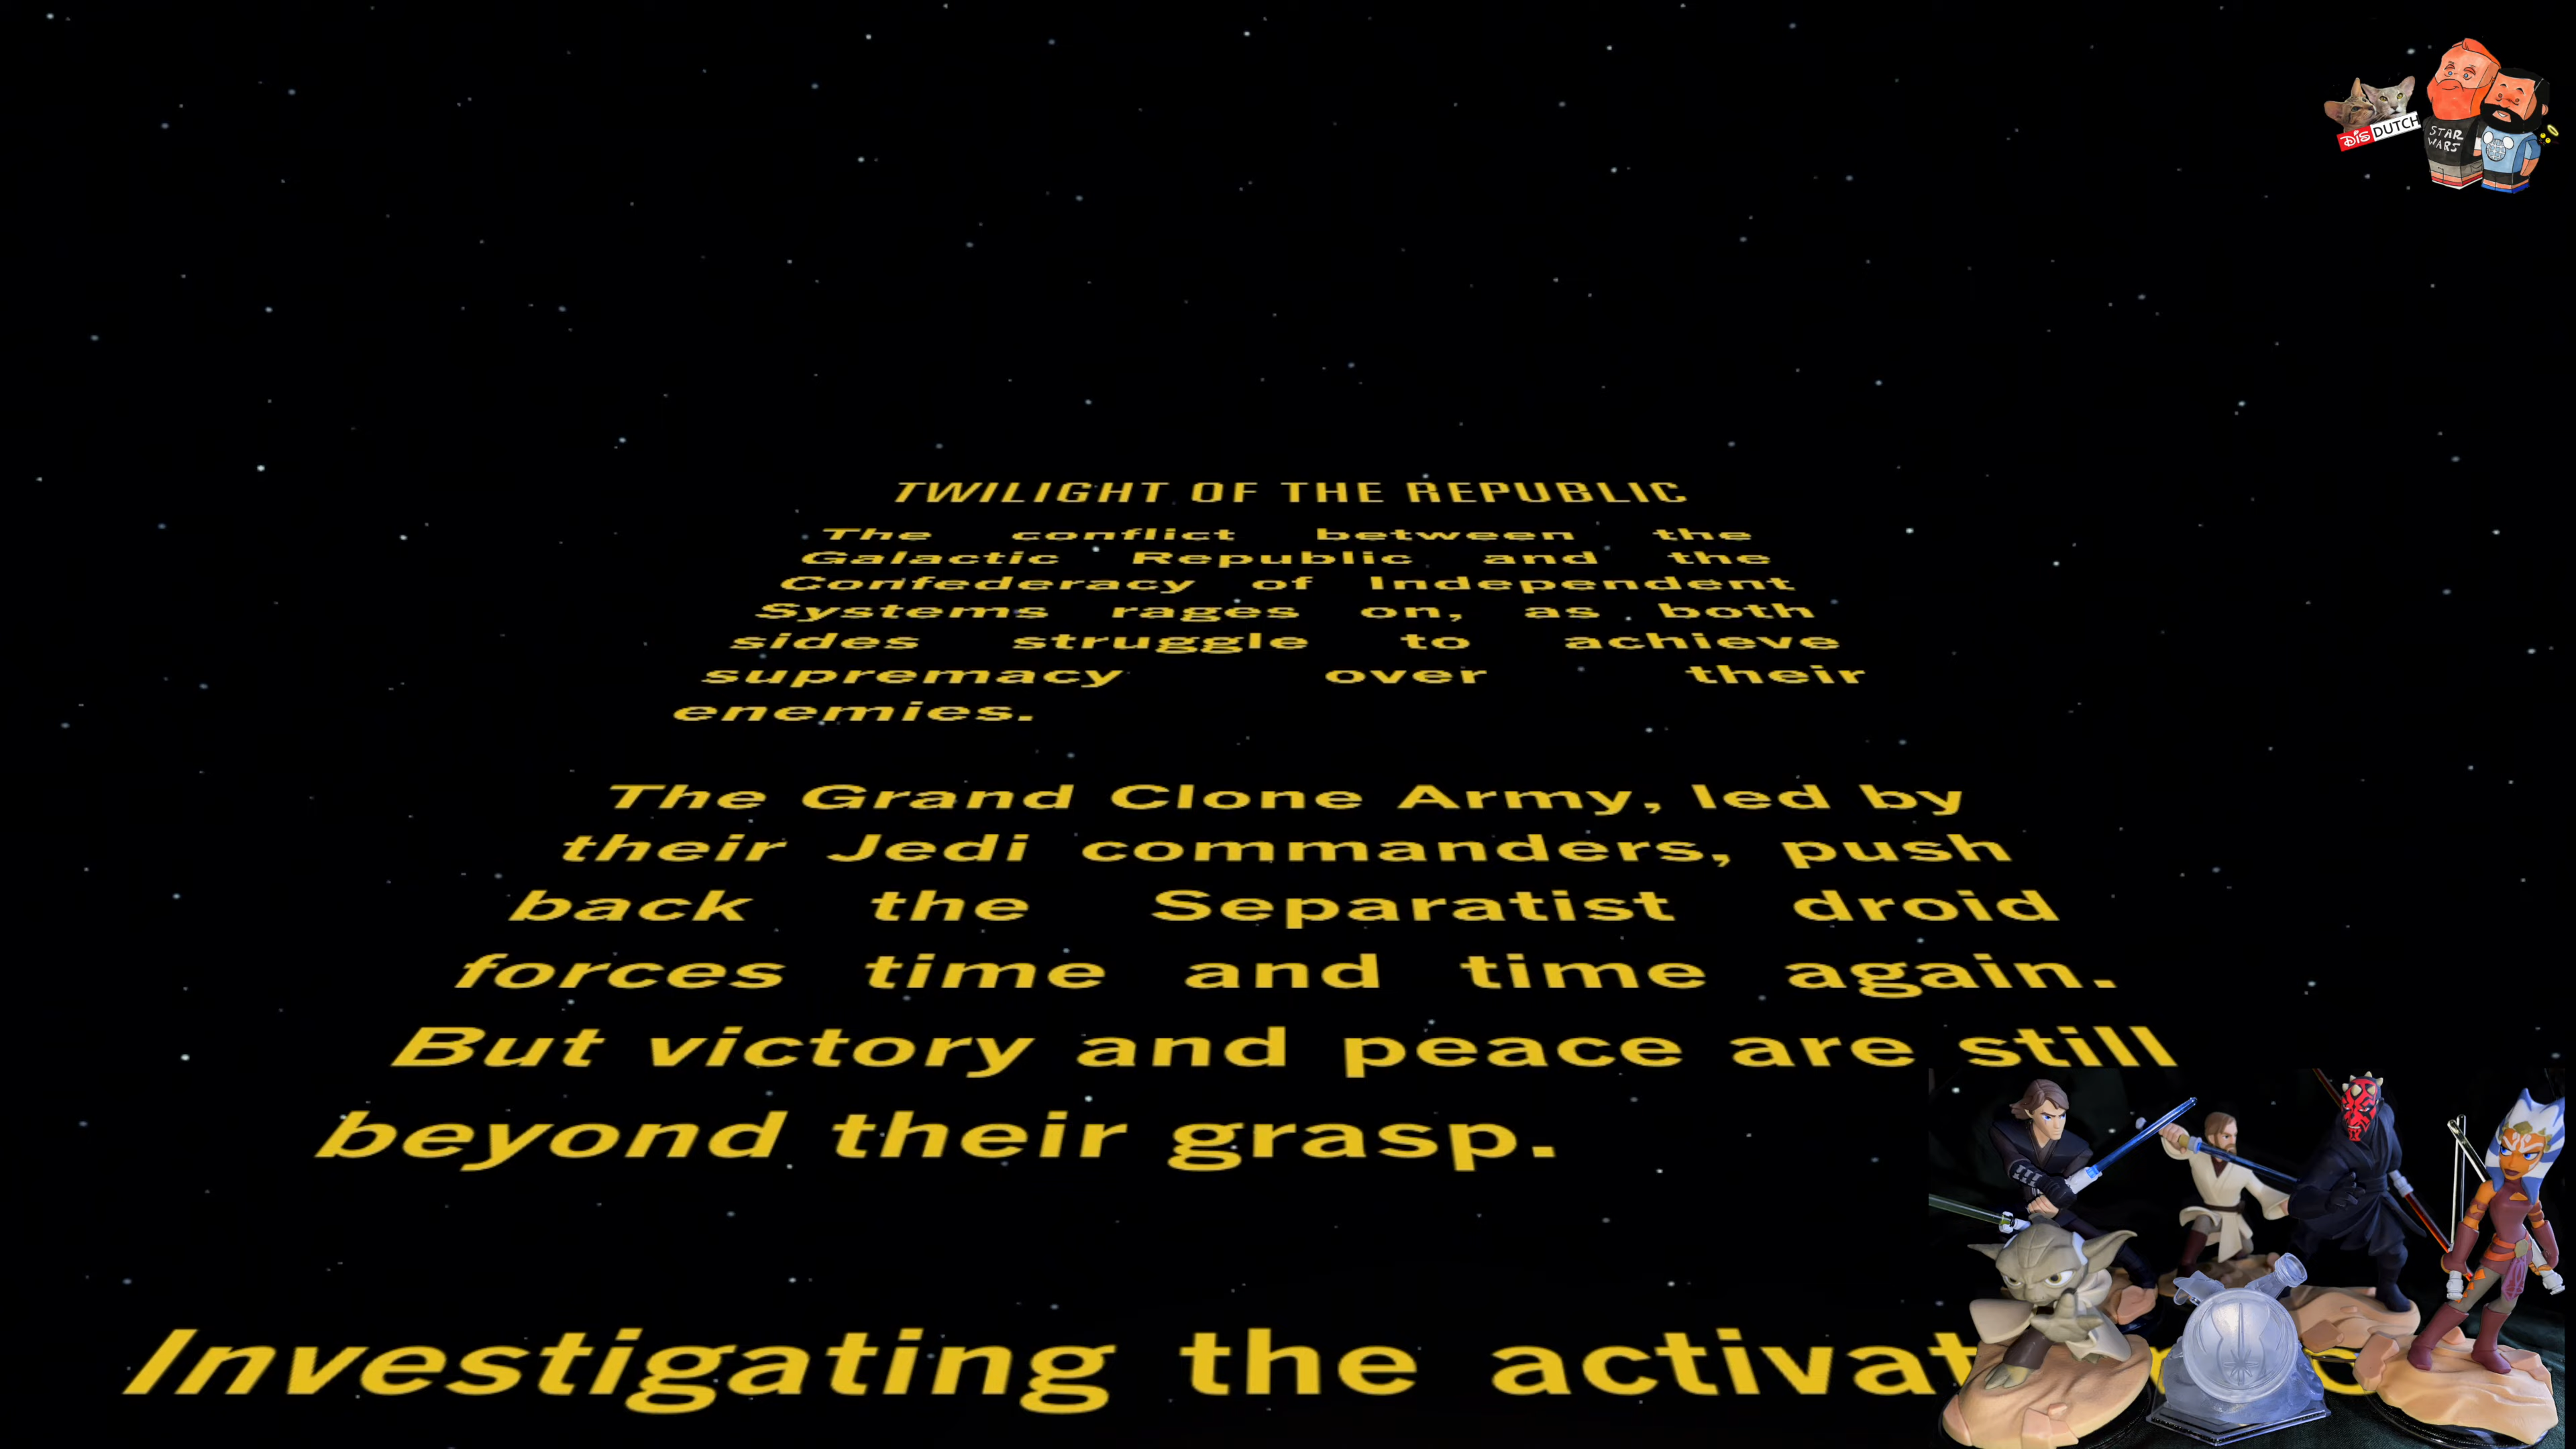 TWILIGHT OF THE REPUBLIC
The conflict between the
Galactic Republic and the
Confederacy of Independent
Systems rages on, as both
sides struggle to achieve
supremacy over their
enemies.
The Grand Clone Army, led by
their Jedi commanders, push
back the Separatist droid
forces time and time again.
But victory and peace are still
beyond their grasp.
Investigating the
DiS DUTCH
STAR
WARS